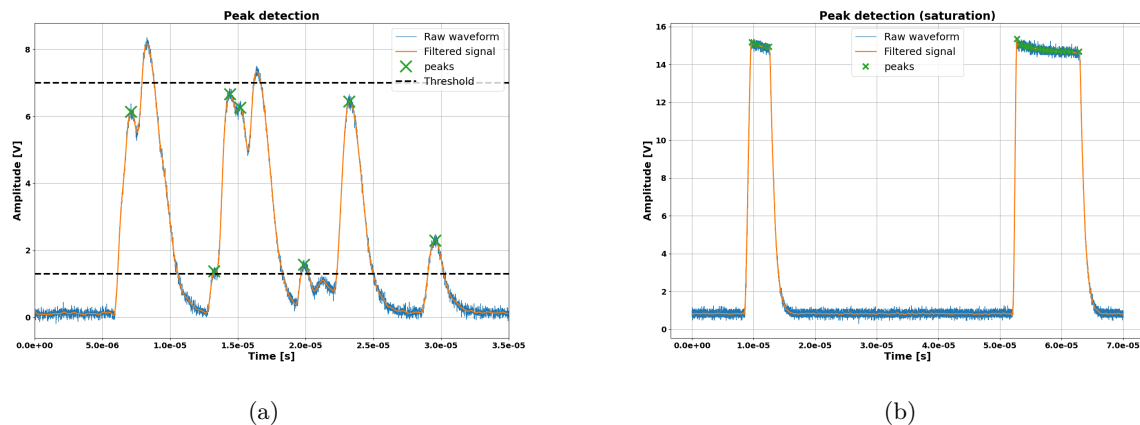 Peak detection
Raw waveform
Filtered signal
peaks
Threshold
Amplitude [V]
8
6
4
2
0
0.0e+00 5.0e-06 1.0e-05 1.5e-05 2.0e-05 2.5e-05 3.0e-05 3.5e-05
Time [s]
(a)
Peak detection (saturation)
Raw waveform
Filtered signal
peaks
Amplitude [V]
16
14
12
10
8
6
4
2
0
0.0e+00 1.0e-05 2.0e-05 3.0e-05 4.0e-05 5.0e-05 6.0e-05 7.0e-05
Time [s]
(b)